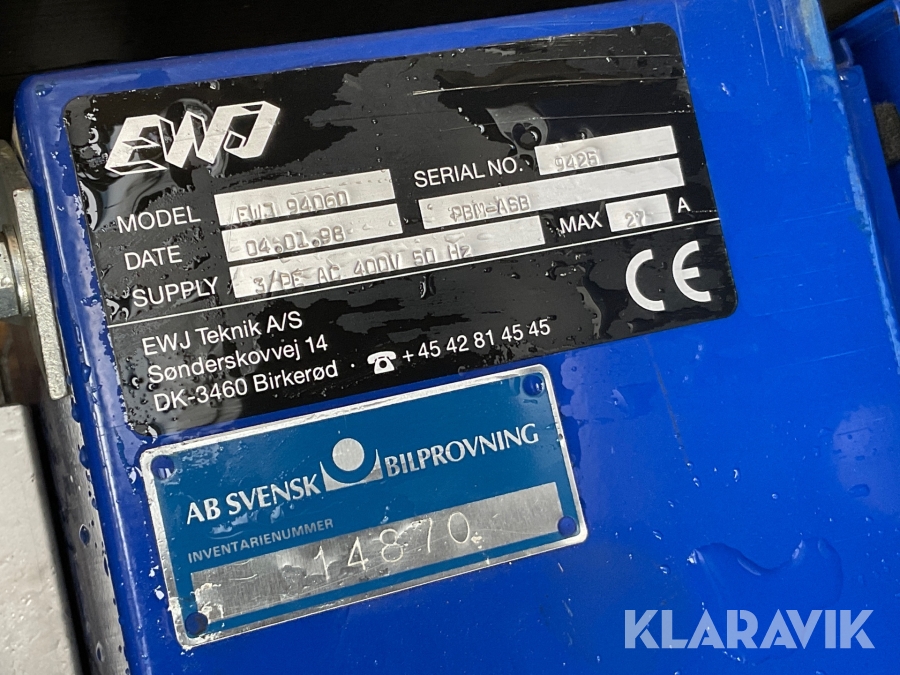 EWJ
MODEL EWJ 94060 SERIAL NO. 9425
DATE 04.01.98 PBM-ASB
SUPPLY 3/PE AC 400V 50 Hz MAX 27 A
CE
EWJ Teknik A/S
Sønderskovvej 14
DK-3460 Birkerød · ☎ +45 42 81 45 45
AB SVENSK BILPROVNING
INVENTARIENUMMER
14870
KLARAVIK